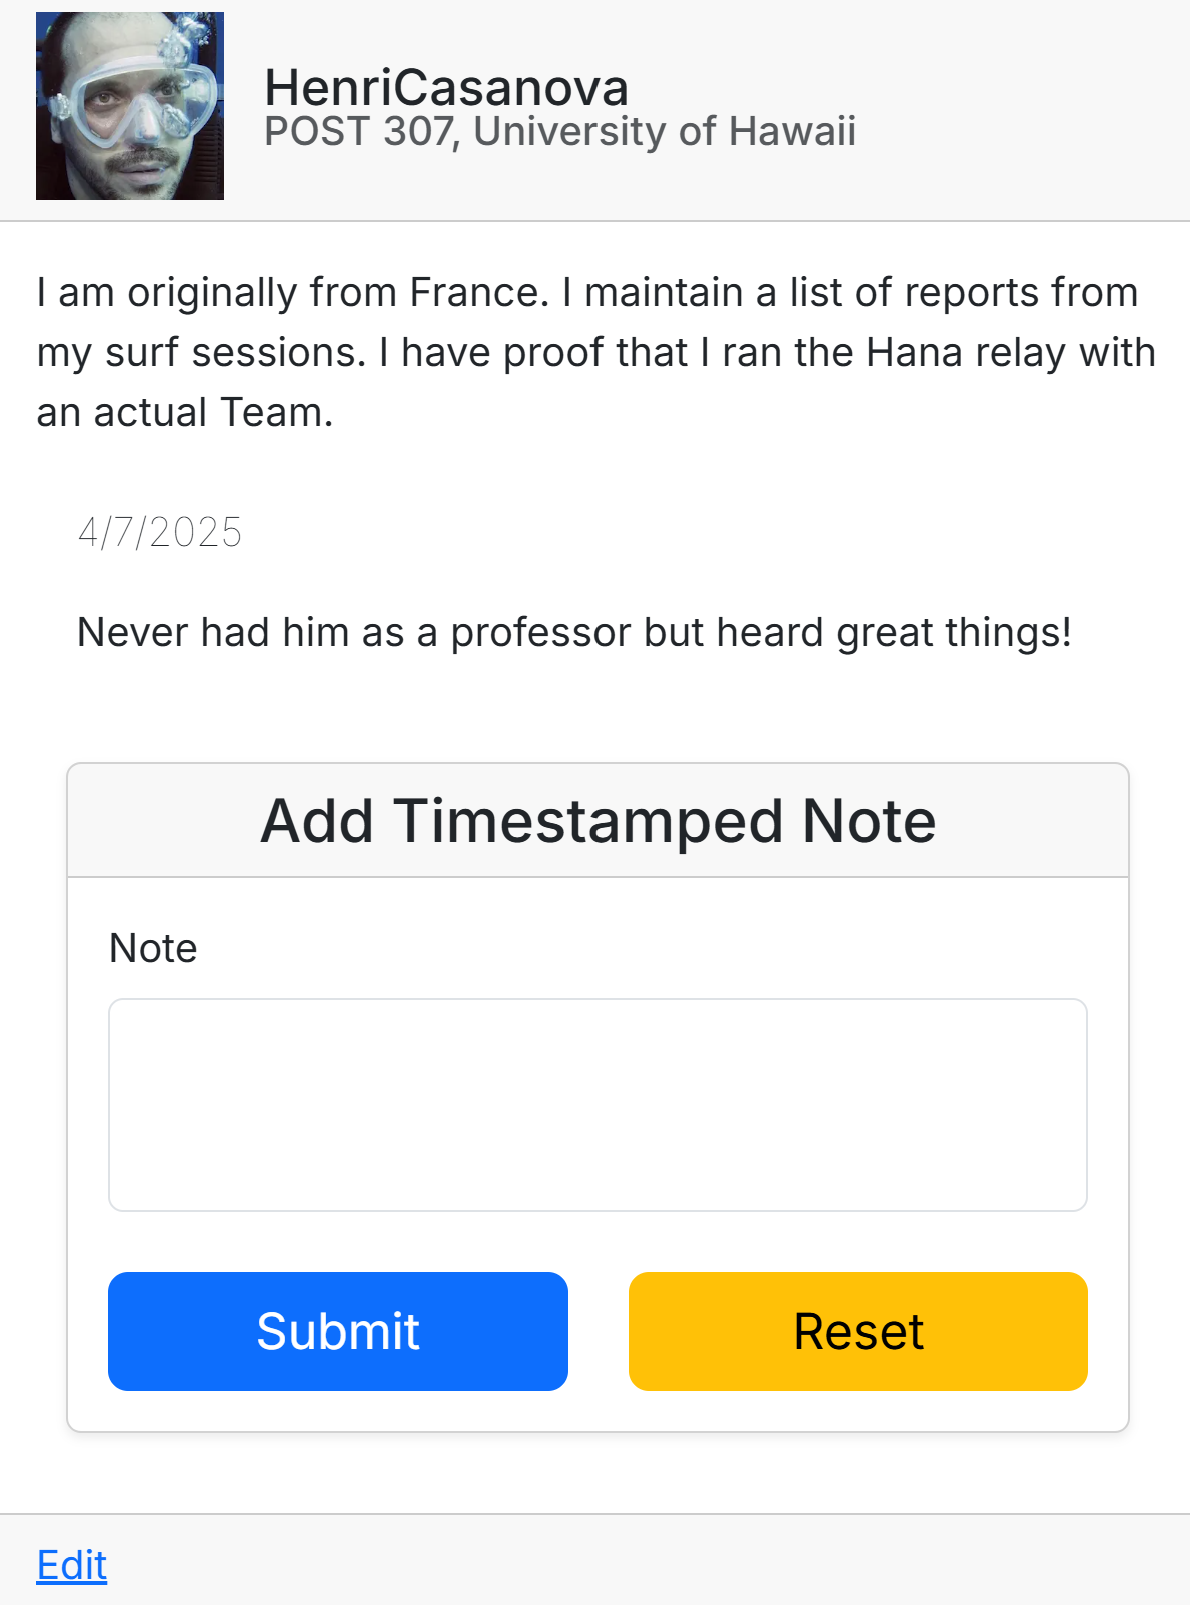 HenriCasanova
POST 307, University of Hawaii
I am originally from France. I maintain a list of reports from
my surf sessions. I have proof that I ran the Hana relay with
an actual Team.
4/7/2025
Never had him as a professor but heard great things!
Add Timestamped Note
Note
Submit
Reset
Edit